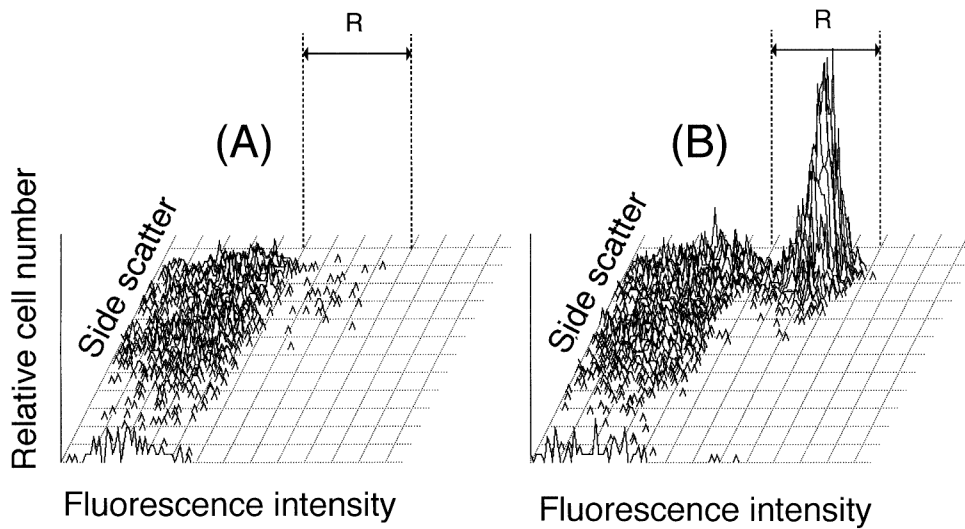 R
R
(A)
(B)
Side scatter
Side scatter
Relative cell number
Fluorescence intensity
Fluorescence intensity